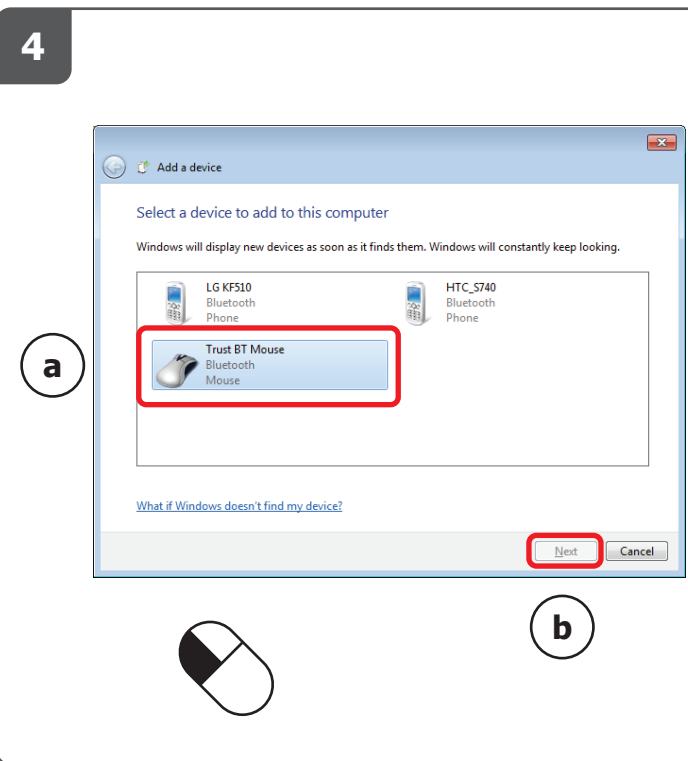 4
Add a device
Select a device to add to this computer
Windows will display new devices as soon as it finds them. Windows will constantly keep looking.
LG KF510
Bluetooth
Phone
HTC_S740
Bluetooth
Phone
a
Trust BT Mouse
Bluetooth
Mouse
What if Windows doesn't find my device?
Next
Cancel
b